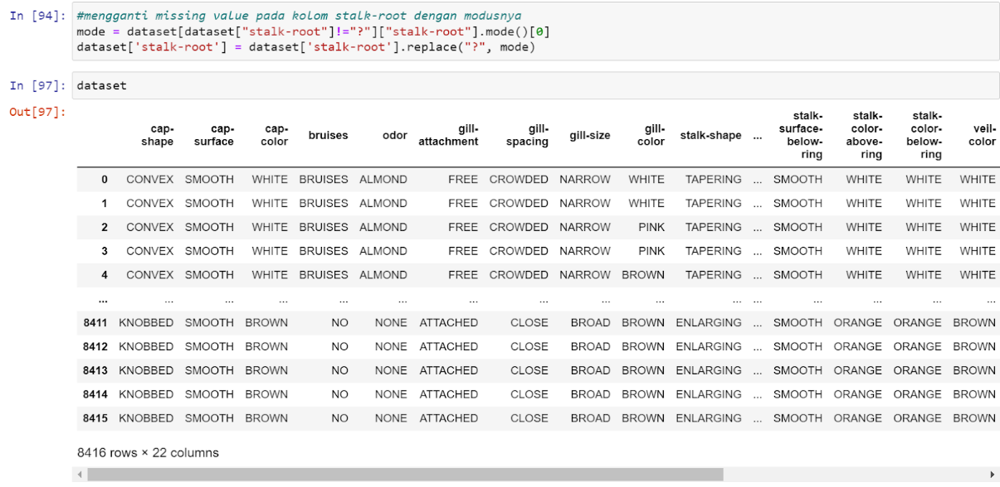 In [94]: #mengganti missing value pada kolom stalk-root dengan modusnya
mode = dataset[dataset["stalk-root"]!="?"]["stalk-root"].mode()[0]
dataset['stalk-root'] = dataset['stalk-root'].replace("?", mode)
In [97]: dataset
Out[97]:
cap-shape cap-surface cap-color bruises odor gill-attachment gill-spacing gill-size gill-color stalk-shape ... stalk-surface-below-ring stalk-color-above-ring stalk-color-below-ring veil-color
0 CONVEX SMOOTH WHITE BRUISES ALMOND FREE CROWDED NARROW WHITE TAPERING ... SMOOTH WHITE WHITE WHITE
1 CONVEX SMOOTH WHITE BRUISES ALMOND FREE CROWDED NARROW WHITE TAPERING ... SMOOTH WHITE WHITE WHITE
2 CONVEX SMOOTH WHITE BRUISES ALMOND FREE CROWDED NARROW PINK TAPERING ... SMOOTH WHITE WHITE WHITE
3 CONVEX SMOOTH WHITE BRUISES ALMOND FREE CROWDED NARROW PINK TAPERING ... SMOOTH WHITE WHITE WHITE
4 CONVEX SMOOTH WHITE BRUISES ALMOND FREE CROWDED NARROW BROWN TAPERING ... SMOOTH WHITE WHITE WHITE
... ... ... ... ... ... ... ... ... ... ... ... ... ... ...
8411 KNOBBED SMOOTH BROWN NO NONE ATTACHED CLOSE BROAD BROWN ENLARGING ... SMOOTH ORANGE ORANGE BROWN
8412 KNOBBED SMOOTH BROWN NO NONE ATTACHED CLOSE BROAD BROWN ENLARGING ... SMOOTH ORANGE ORANGE BROWN
8413 KNOBBED SMOOTH BROWN NO NONE ATTACHED CLOSE BROAD BROWN ENLARGING ... SMOOTH ORANGE ORANGE BROWN
8414 KNOBBED SMOOTH BROWN NO NONE ATTACHED CLOSE BROAD BROWN ENLARGING ... SMOOTH ORANGE ORANGE BROWN
8415 KNOBBED SMOOTH BROWN NO NONE ATTACHED CLOSE BROAD BROWN ENLARGING ... SMOOTH ORANGE ORANGE BROWN
8416 rows × 22 columns